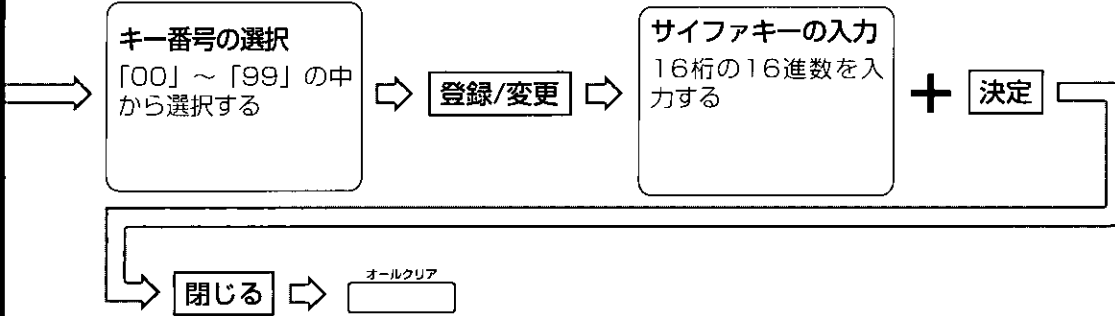 キー番号の選択
「00」～「99」の中
から選択する
登録/変更
サイファキーの入力
16桁の16進数を入
力する
＋
決定
閉じる
オールクリア